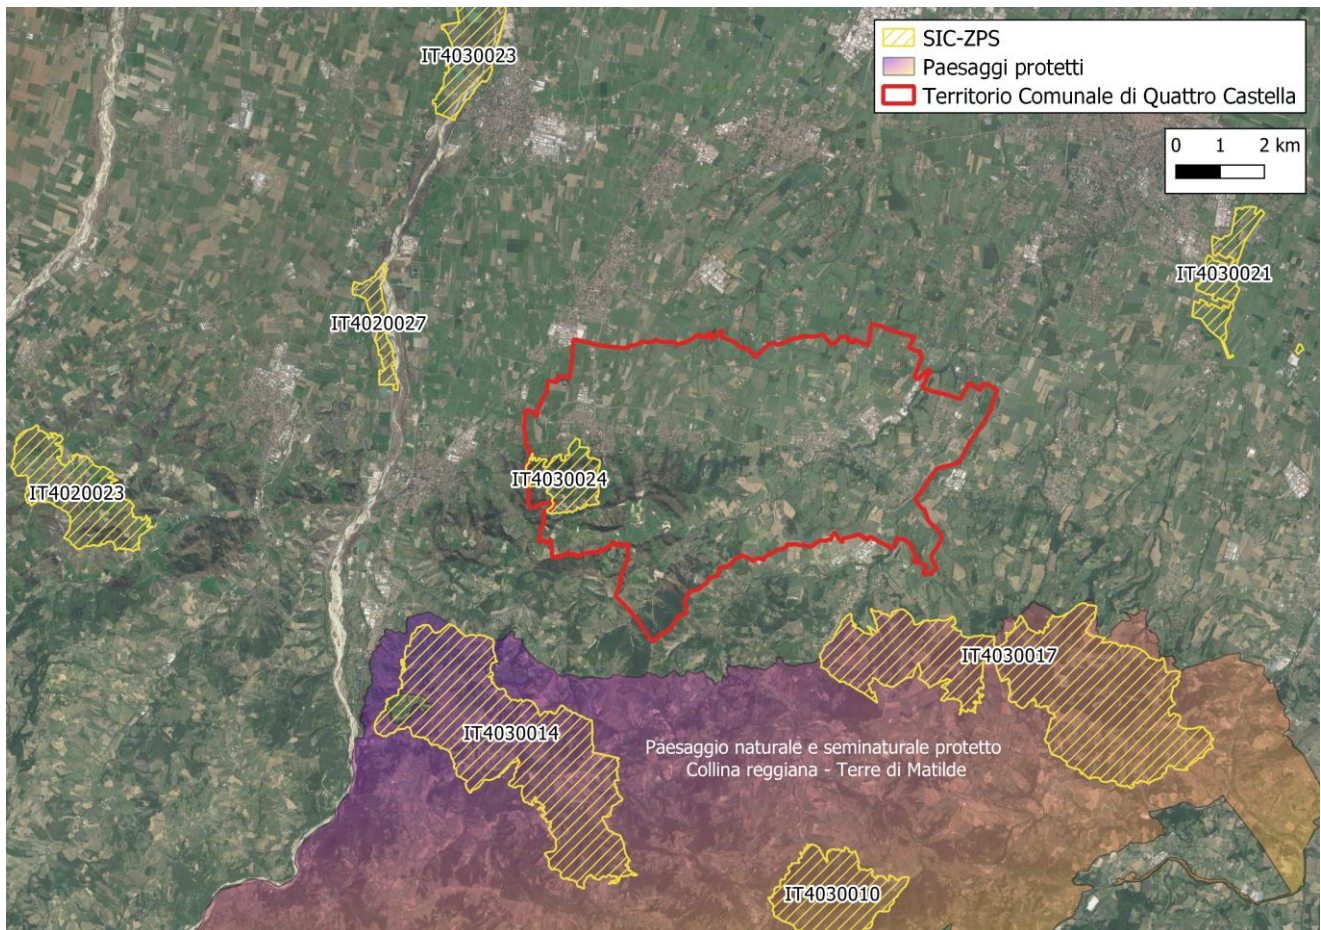 IT4030023
SIC-ZPS
Paesaggi protetti
Territorio Comunale di Quattro Castella
0 1 2 km
IT4030021
IT4020027
IT4030024
IT4020023
IT4030017
IT4030014
Paesaggio naturale e seminaturale protetto
Collina reggiana - Terre di Matilde
IT4030010